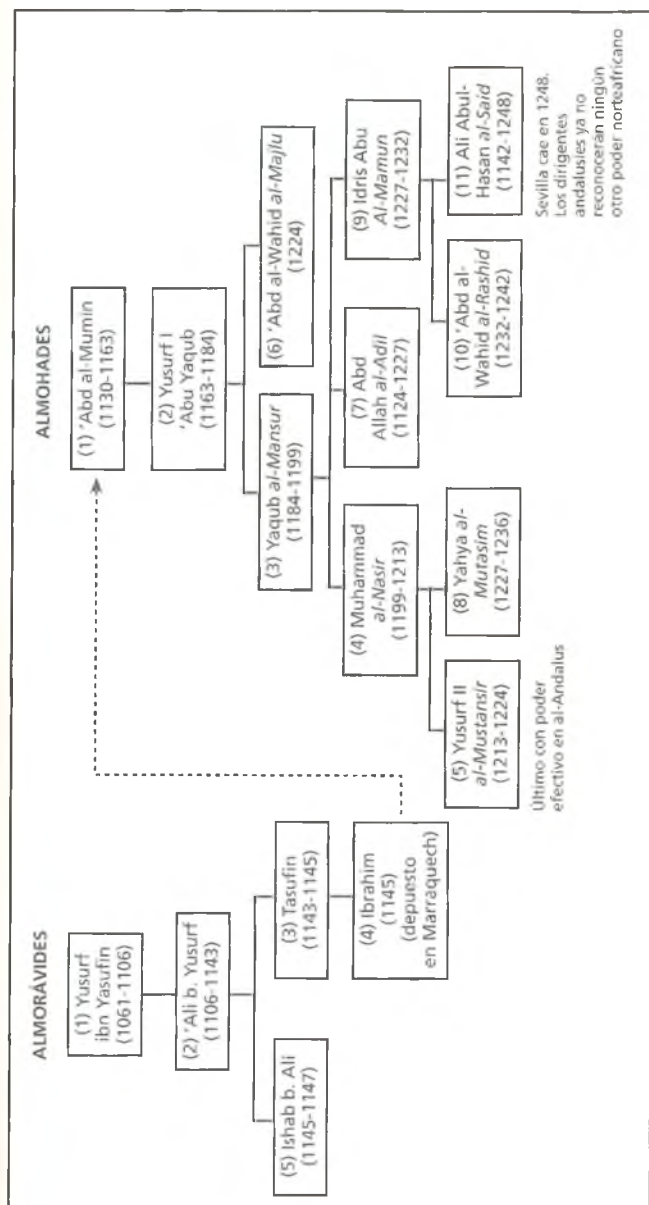 ALMORÁVIDES
(1) Yusurf
ibn Yasufin
(1061-1106)
(2) 'Ali b. Yusurf
(1106-1143)
(5) Ishab b. Ali
(1145-1147)
(3) Tasufin
(1143-1145)
(4) Ibrahim
(1145)
(depuesto
en Marraquech)
ALMOHADES
(1) 'Abd al-Mumin
(1130-1163)
(2) Yusurf I
'Abu Yaqub
(1163-1184)
(3) Yaqub al-Mansur
(1184-1199)
(6) 'Abd al-Wahid al-Majlu
(1224)
(4) Muhammad
al-Nasir
(1199-1213)
(7) Abd
Allah al-Adil
(1124-1227)
(9) Idris Abu
Al-Mamun
(1227-1232)
(5) Yusurf II
al-Mustansir
(1213-1224)
(8) Yahya al-
Mutasim
(1227-1236)
(10) 'Abd al-
Wahid al-Rashid
(1232-1242)
(11) Ali Abul-
Hasan al-Said
(1142-1248)
Último con poder
efectivo en al-Andalus
Sevilla cae en 1248.
Los dirigentes
andalusíes ya no
reconocerán ningún
otro poder norteafricano